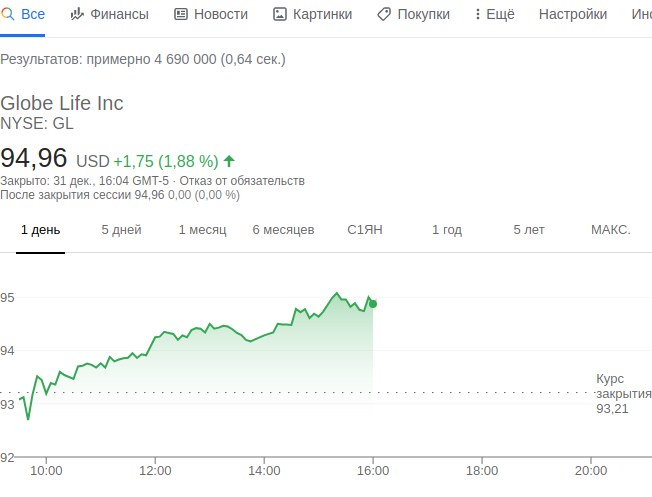 Все Финансы Новости Картинки Покупки Ещё Настройки Инс
Результатов: примерно 4 690 000 (0,64 сек.)
Globe Life Inc
NYSE: GL
94,96 USD +1,75 (1,88 %)
Закрыто: 31 дек., 16:04 GMT-5 · Отказ от обязательств
После закрытия сессии 94,96 0,00 (0,00 %)
1 день 5 дней 1 месяц 6 месяцев С1ЯН 1 год 5 лет МАКС.
95
94
Курс
закрытия
93,21
93
92
10:00 12:00 14:00 16:00 18:00 20:00